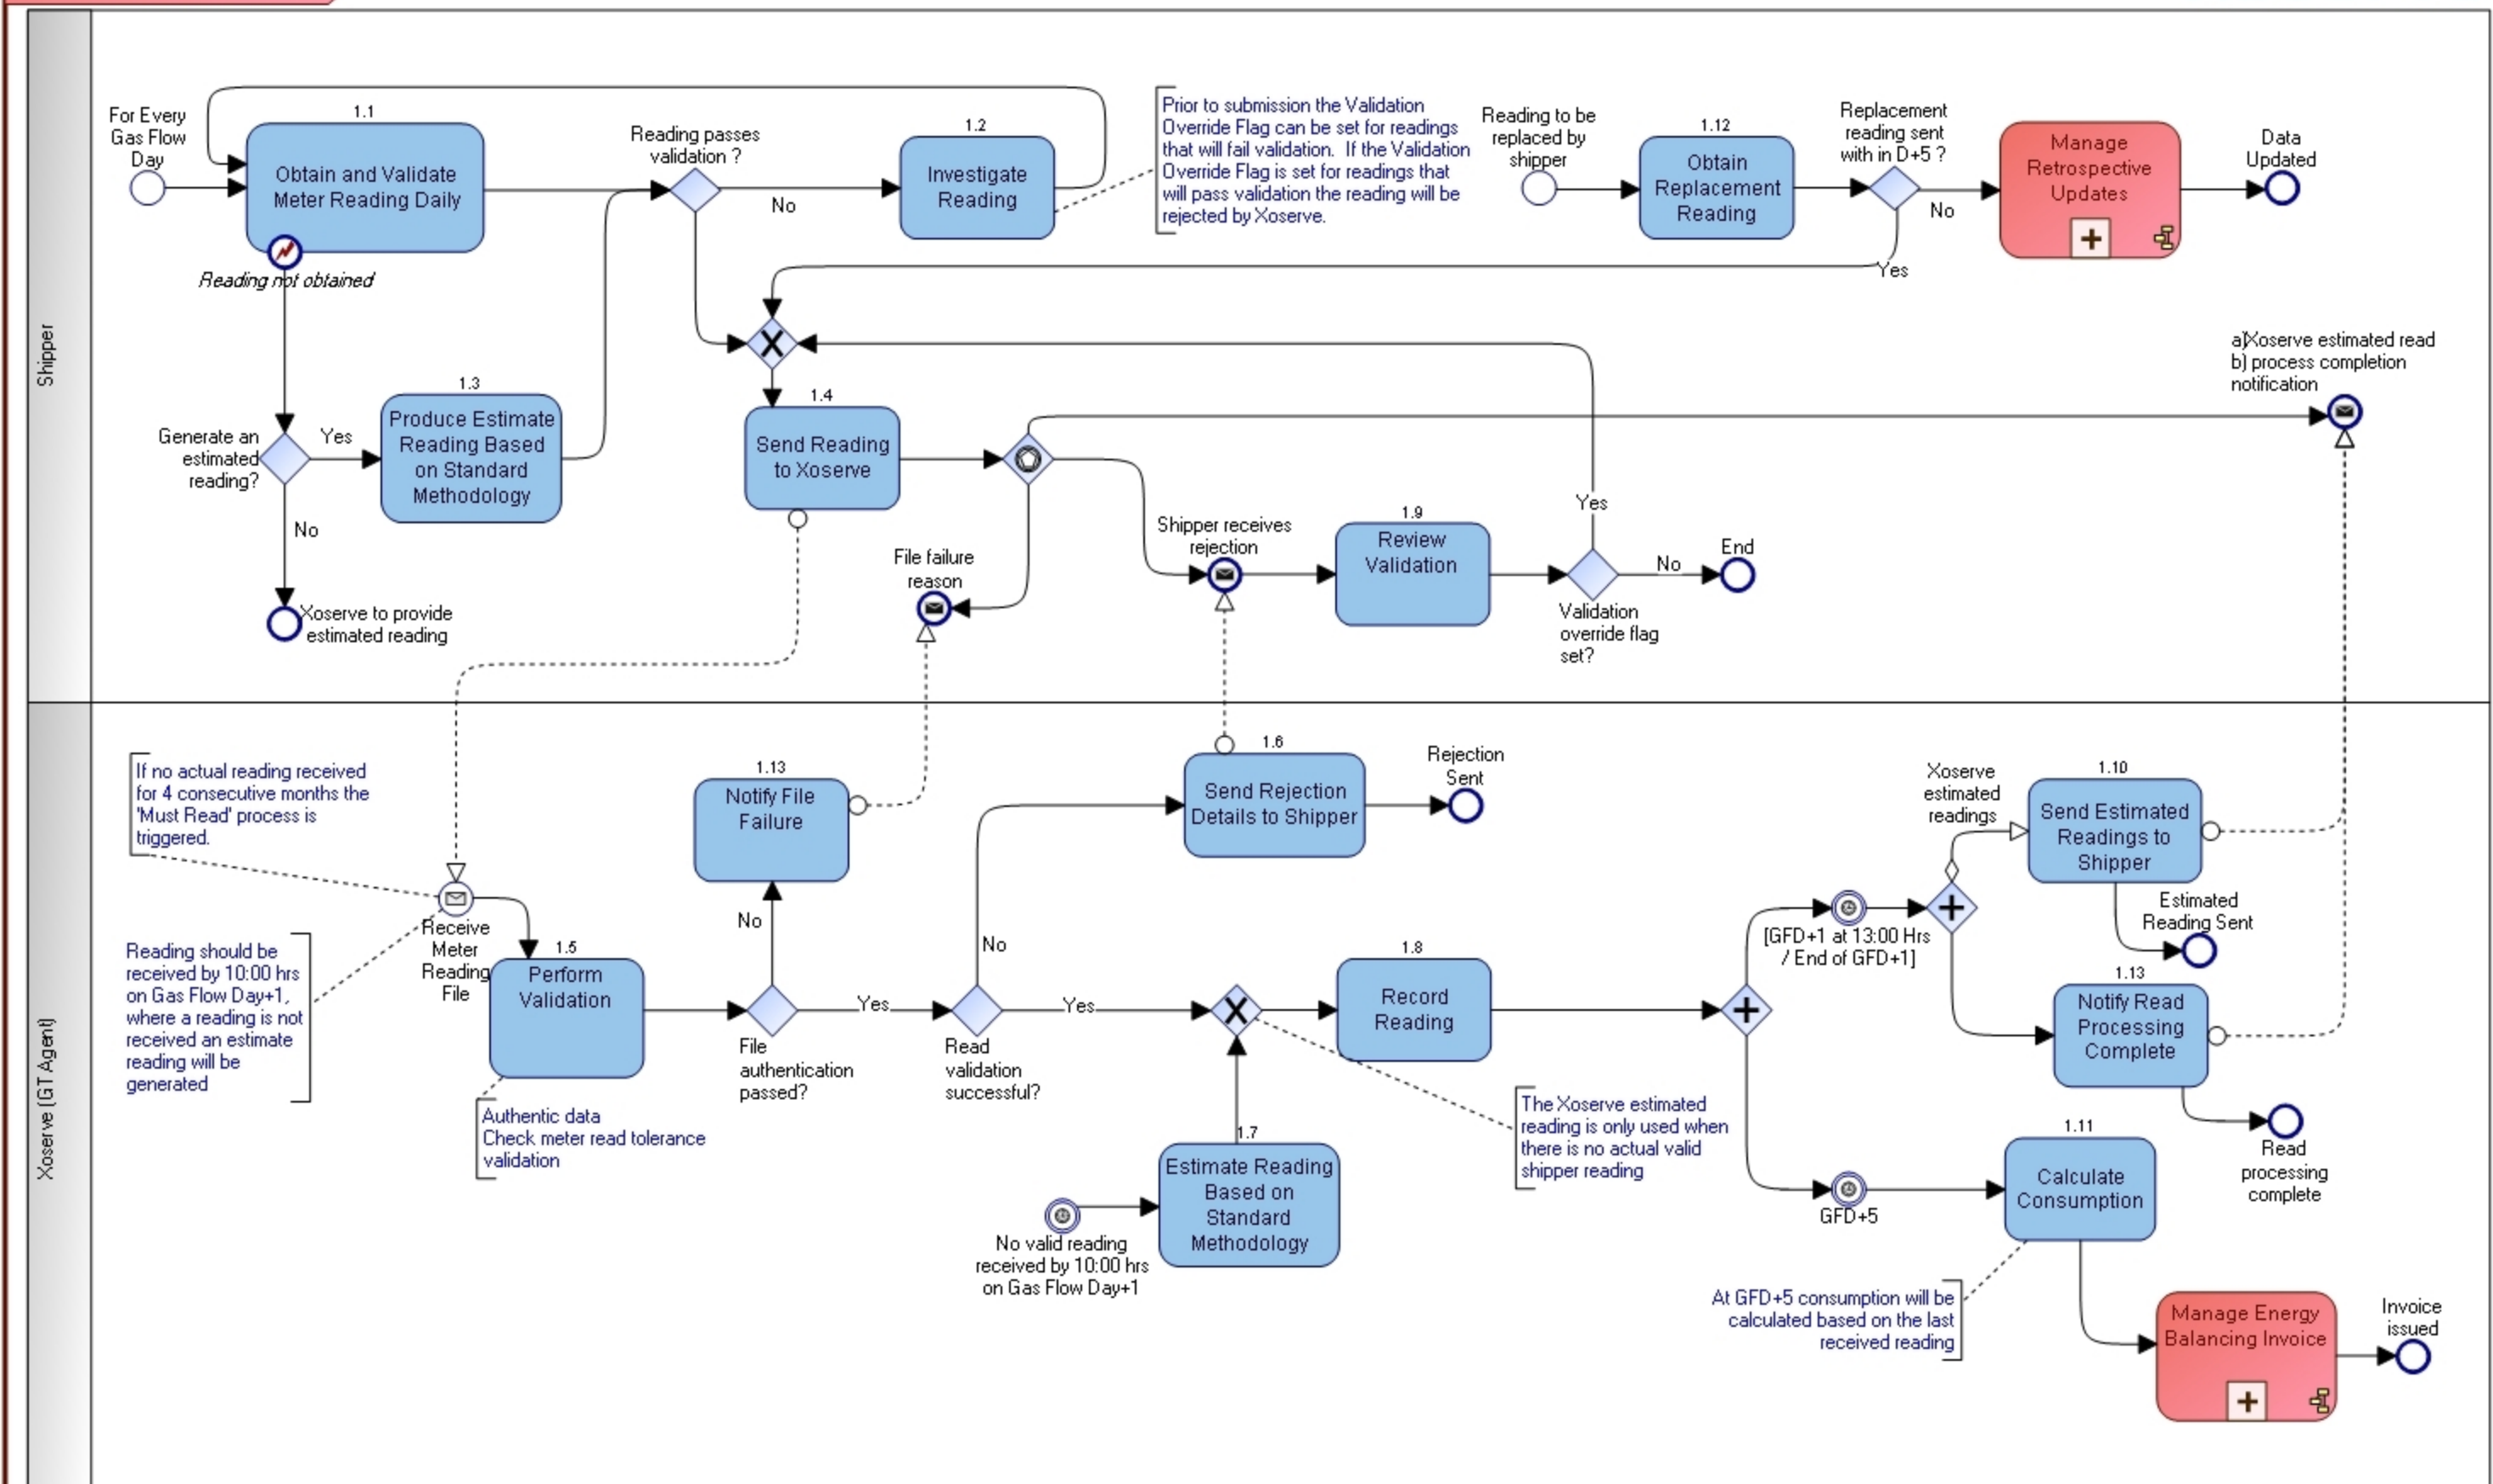 Shipper
For Every
Gas Flow
Day
1.1
Obtain and Validate
Meter Reading Daily
Reading not obtained
Reading passes
validation ?
No
1.2
Investigate
Reading
Prior to submission the Validation
Override Flag can be set for readings
that will fail validation. If the Validation
Override Flag is set for readings that
will pass validation the reading will be
rejected by Xoserve.
Reading to be
replaced by
shipper
1.12
Obtain
Replacement
Reading
Replacement
reading sent
with in D+5 ?
No
Yes
Manage
Retrospective
Updates
Data
Updated
Generate an
estimated
reading?
Yes
No
1.3
Produce Estimate
Reading Based
on Standard
Methodology
Xoserve to provide
estimated reading
1.4
Send Reading
to Xoserve
File failure
reason
Shipper receives
rejection
1.9
Review
Validation
Yes
No
Validation
override flag
set?
End
a)Xoserve estimated read
b) process completion
notification
Xoserve (GT Agent)
If no actual reading received
for 4 consecutive months the
'Must Read' process is
triggered.
Reading should be
received by 10:00 hrs
on Gas Flow Day+1,
where a reading is not
received an estimate
reading will be
generated
Receive
Meter
Reading
File
1.5
Perform
Validation
Authentic data
Check meter read tolerance
validation
1.13
Notify File
Failure
No
File
authentication
passed?
Yes
No
Read
validation
successful?
Yes
1.6
Send Rejection
Details to Shipper
Rejection
Sent
1.7
Estimate Reading
Based on
Standard
Methodology
No valid reading
received by 10:00 hrs
on Gas Flow Day+1
1.8
Record
Reading
The Xoserve estimated
reading is only used when
there is no actual valid
shipper reading
[GFD+1 at 13:00 Hrs
/ End of GFD+1]
Xoserve
estimated
readings
1.10
Send Estimated
Readings to
Shipper
Estimated
Reading Sent
1.13
Notify Read
Processing
Complete
Read
processing
complete
GFD+5
1.11
Calculate
Consumption
At GFD+5 consumption will be
calculated based on the last
received reading
Manage Energy
Balancing Invoice
Invoice
issued